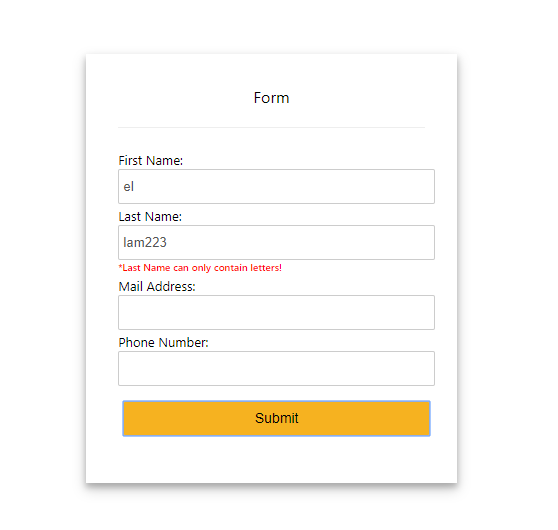 Form
First Name:
el
Last Name:
lam223
*Last Name can only contain letters!
Mail Address:
Phone Number:
Submit